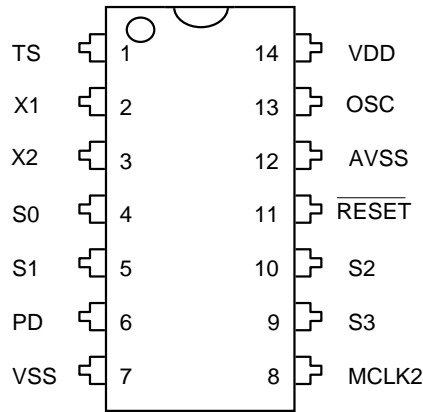 TS 1 14 VDD
X1 2 13 OSC
X2 3 12 AVSS
S0 4 11 RESET
S1 5 10 S2
PD 6 9 S3
VSS 7 8 MCLK2